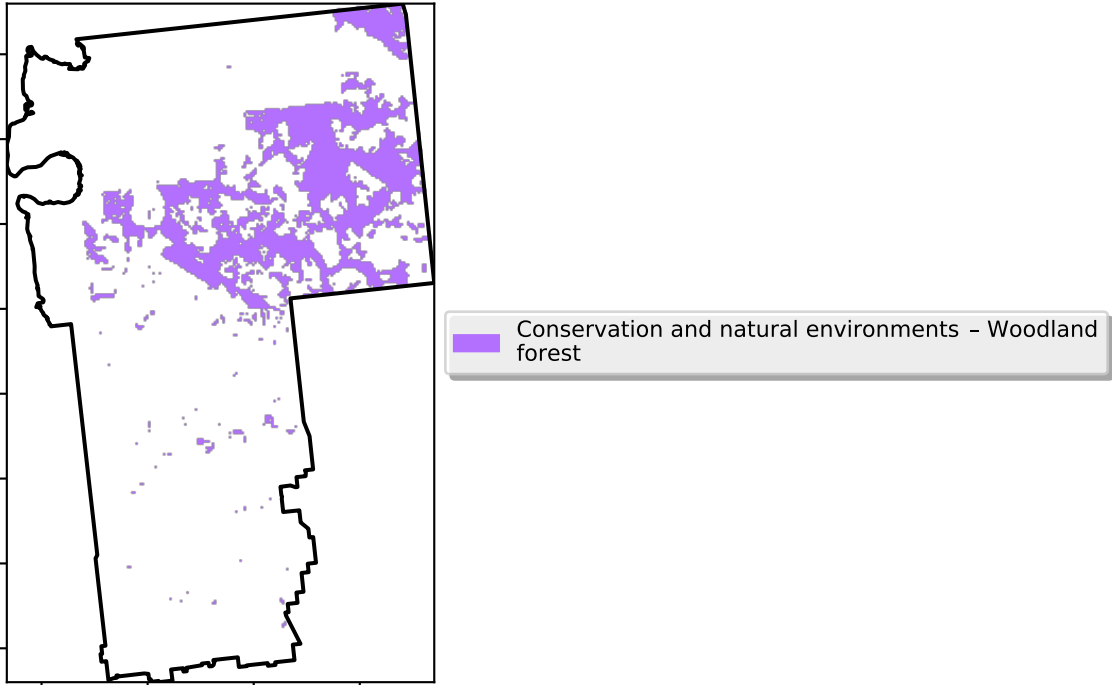 Conservation and natural environments – Woodland
forest